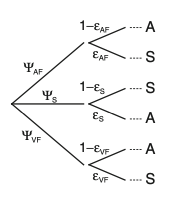 1−ε_AF ---- A
Ψ_AF
ε_AF ---- S
1−ε_S ---- S
Ψ_S
ε_S ---- A
1−ε_VF ---- A
Ψ_VF
ε_VF ---- S